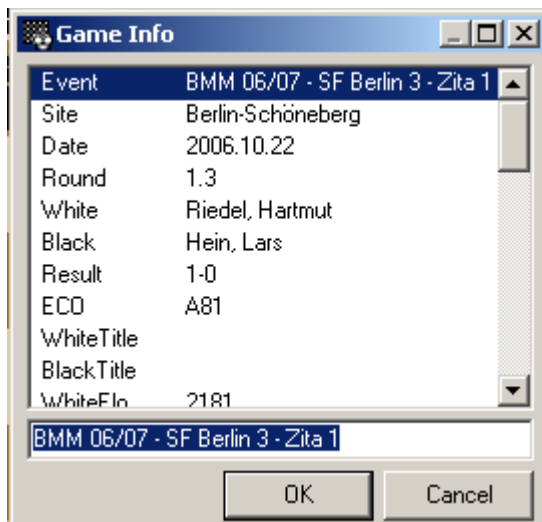 Game Info
Event BMM 06/07 - SF Berlin 3 - Zita 1
Site Berlin-Schöneberg
Date 2006.10.22
Round 1.3
White Riedel, Hartmut
Black Hein, Lars
Result 1-0
ECO A81
WhiteTitle
BlackTitle
WhiteElo 2181
BMM 06/07 - SF Berlin 3 - Zita 1
OK Cancel